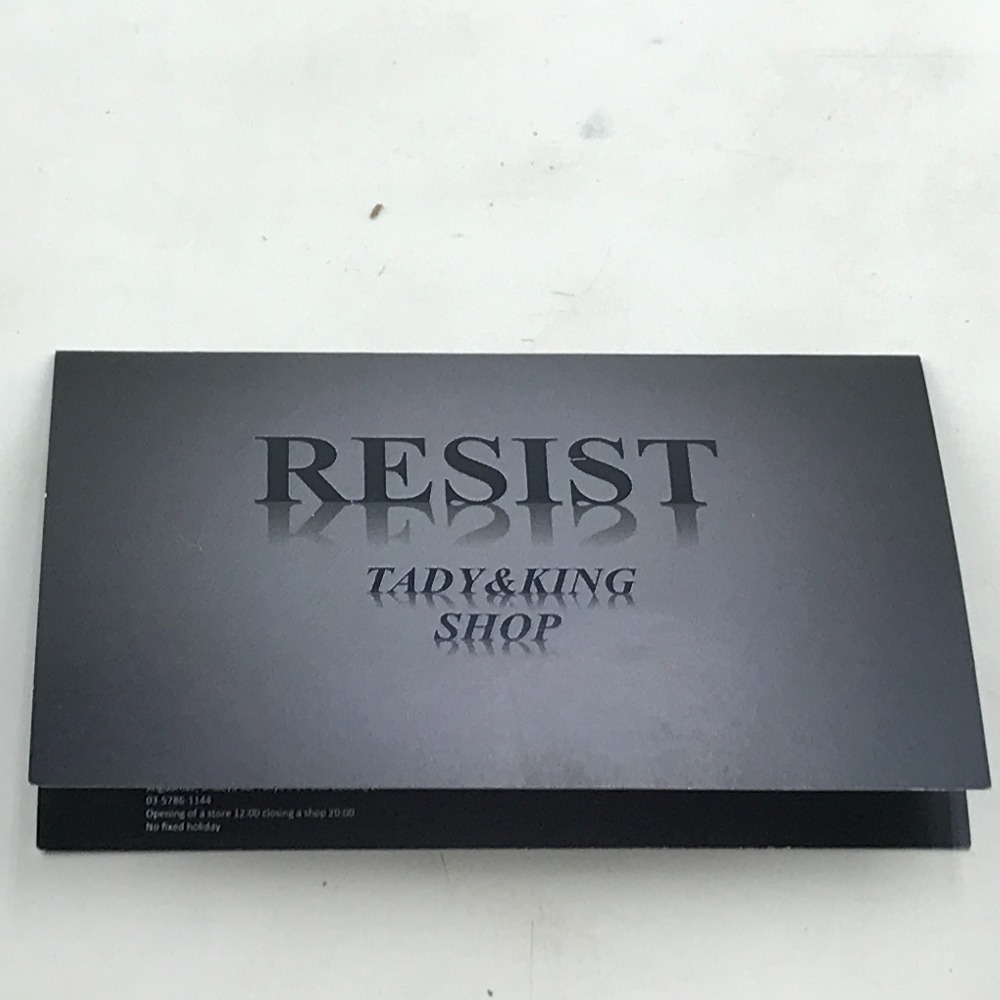 RESIST
TADY&KING
SHOP
03-5786-1144
Opening of a store 12:00 closing a shop 20:00
No fixed holiday